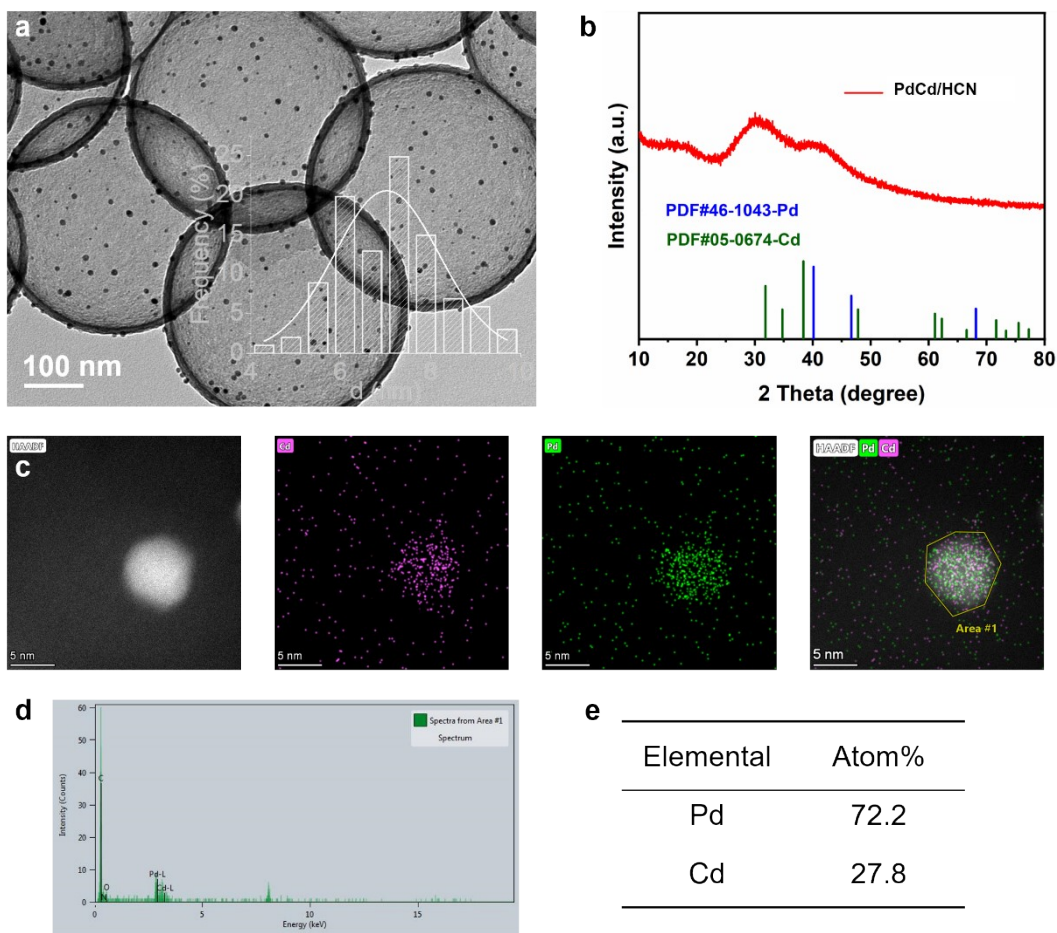 a
25
20
15
10
5
0
Frequency (%)
4
6
8
10
d (nm)
100 nm
b
PdCd/HCN
PDF#46-1043-Pd
PDF#05-0674-Cd
Intensity (a.u.)
10 20 30 40 50 60 70 80
2 Theta (degree)
c
HAADF
5 nm
Cd
5 nm
Pd
5 nm
HAADF Pd Cd
Area #1
5 nm
d
60
50
40
30
20
10
0
Intensity (Counts)
Spectra from Area #1
Spectrum
C
O
Pd-L
Cd-L
0 5 10 15
Energy (keV)
e
Elemental Atom%
Pd 72.2
Cd 27.8